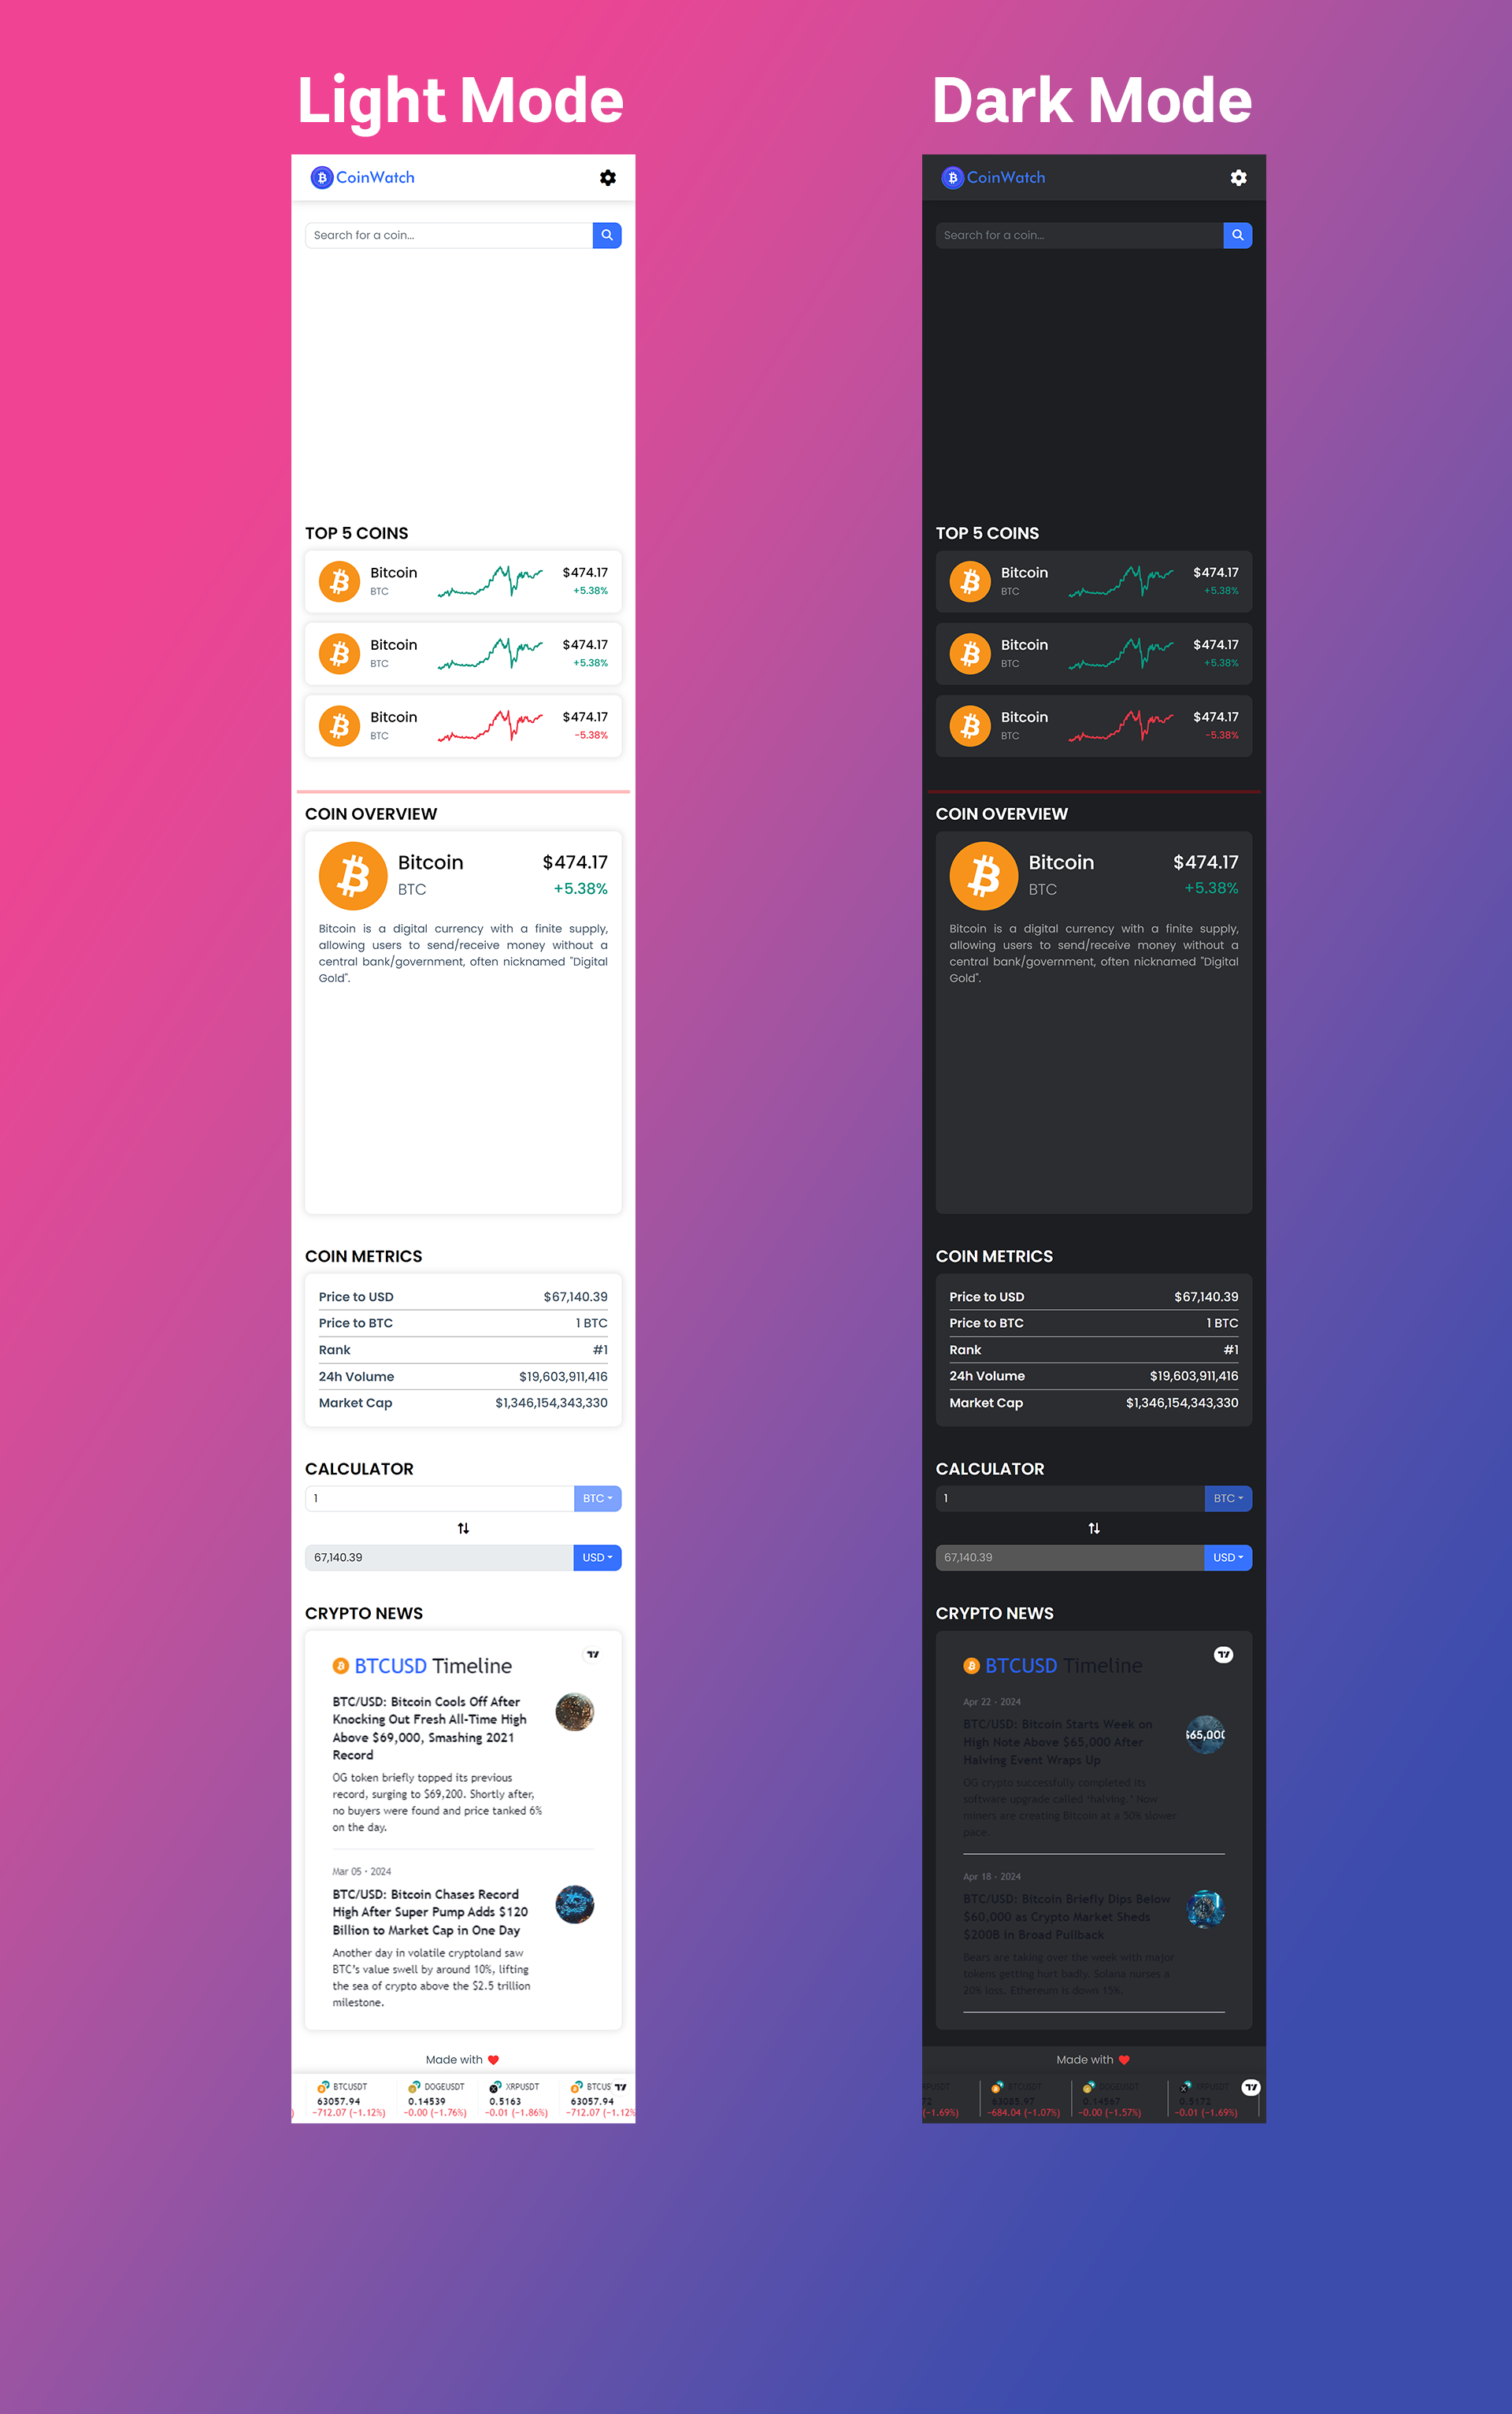 Light Mode
CoinWatch
Search for a coin...
TOP 5 COINS
Bitcoin $474.17
BTC +5.38%
Bitcoin $474.17
BTC +5.38%
Bitcoin $474.17
BTC -5.38%
COIN OVERVIEW
Bitcoin $474.17
BTC +5.38%
Bitcoin is a digital currency with a finite supply,
allowing users to send/receive money without a
central bank/government, often nicknamed "Digital
Gold".
COIN METRICS
Price to USD $67,140.39
Price to BTC 1 BTC
Rank #1
24h Volume $19,603,911,416
Market Cap $1,346,154,343,330
CALCULATOR
1 BTC
67,140.39 USD
CRYPTO NEWS
BTCUSD Timeline
BTC/USD: Bitcoin Cools Off After
Knocking Out Fresh All-Time High
Above $69,000, Smashing 2021
Record
OG token briefly topped its previous
record, surging to $69,200. Shortly after,
no buyers were found and price tanked 6%
on the day.
Mar 05 · 2024
BTC/USD: Bitcoin Chases Record
High After Super Pump Adds $120
Billion to Market Cap in One Day
Another day in volatile cryptoland saw
BTC's value swell by around 10%, lifting
the sea of crypto above the $2.5 trillion
milestone.
Made with
BTCUSDT DOGEUSDT XRPUSDT BTCUS
63057.94 0.14539 0.5163 63057.94
) −712.07 (−1.12%) −0.00 (−1.76%) −0.01 (−1.86%) −712.07 (−1.12%
Dark Mode
CoinWatch
Search for a coin...
TOP 5 COINS
Bitcoin $474.17
BTC +5.38%
Bitcoin $474.17
BTC +5.38%
Bitcoin $474.17
BTC -5.38%
COIN OVERVIEW
Bitcoin $474.17
BTC +5.38%
Bitcoin is a digital currency with a finite supply,
allowing users to send/receive money without a
central bank/government, often nicknamed "Digital
Gold".
COIN METRICS
Price to USD $67,140.39
Price to BTC 1 BTC
Rank #1
24h Volume $19,603,911,416
Market Cap $1,346,154,343,330
CALCULATOR
1 BTC
67,140.39 USD
CRYPTO NEWS
BTCUSD Timeline
Apr 22 · 2024
BTC/USD: Bitcoin Starts Week on
High Note Above $65,000 After
Halving Event Wraps Up
$65,000
OG crypto successfully completed its
software upgrade called 'halving.' Now
miners are creating Bitcoin at a 50% slower
pace.
Apr 18 · 2024
BTC/USD: Bitcoin Briefly Dips Below
$60,000 as Crypto Market Sheds
$200B in Broad Pullback
Bears are taking over the week with major
tokens getting hurt badly. Solana nurses a
20% loss. Ethereum is down 15%.
Made with
RPUSDT BTCUSDT DOGEUSDT XRPUSDT
72 63085.97 0.14567 0.5172
(−1.69%) −684.04 (−1.07%) −0.00 (−1.57%) −0.01 (−1.69%)